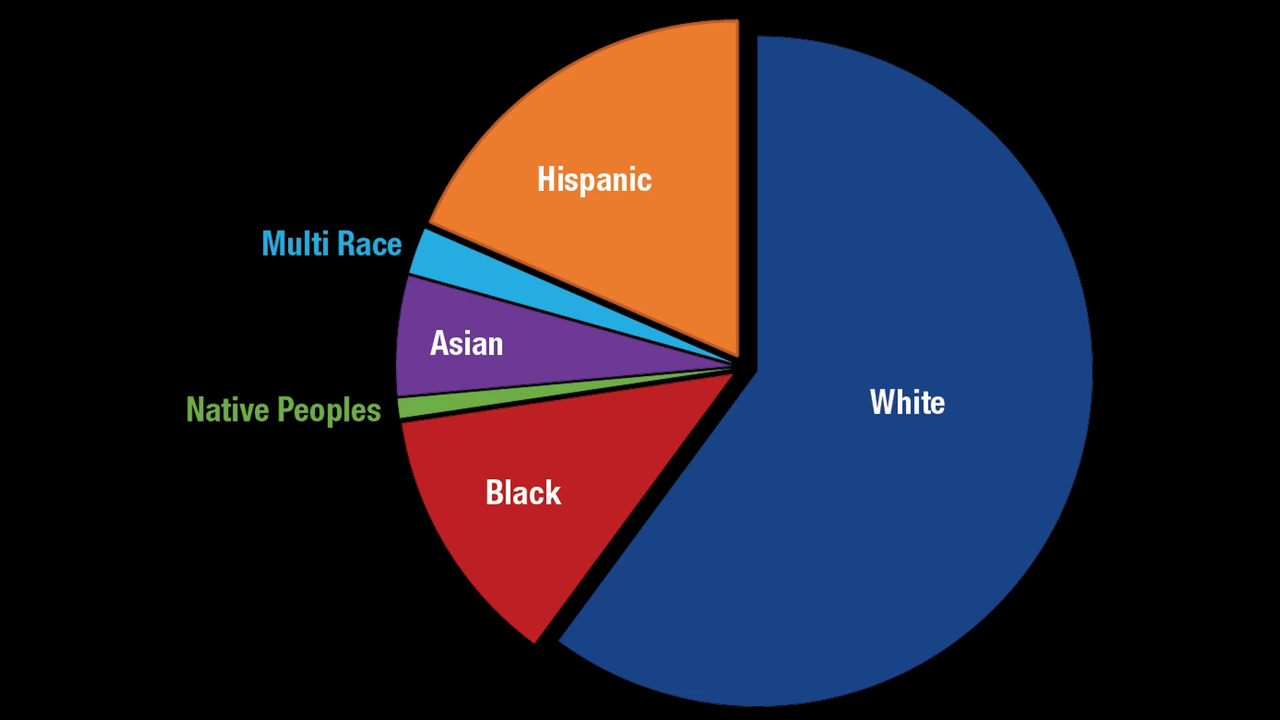 Hispanic
Multi Race
Asian
Native Peoples
White
Black